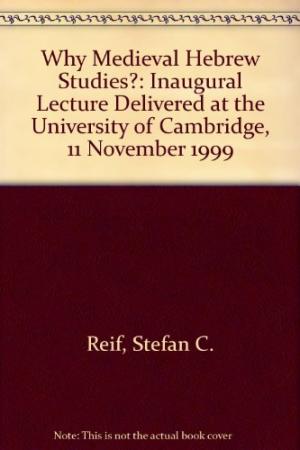 Why Medieval Hebrew
Studies?: Inaugural
Lecture Delivered at the
University of Cambridge,
11 November 1999
Reif, Stefan C.
Note: This is not the actual book cover